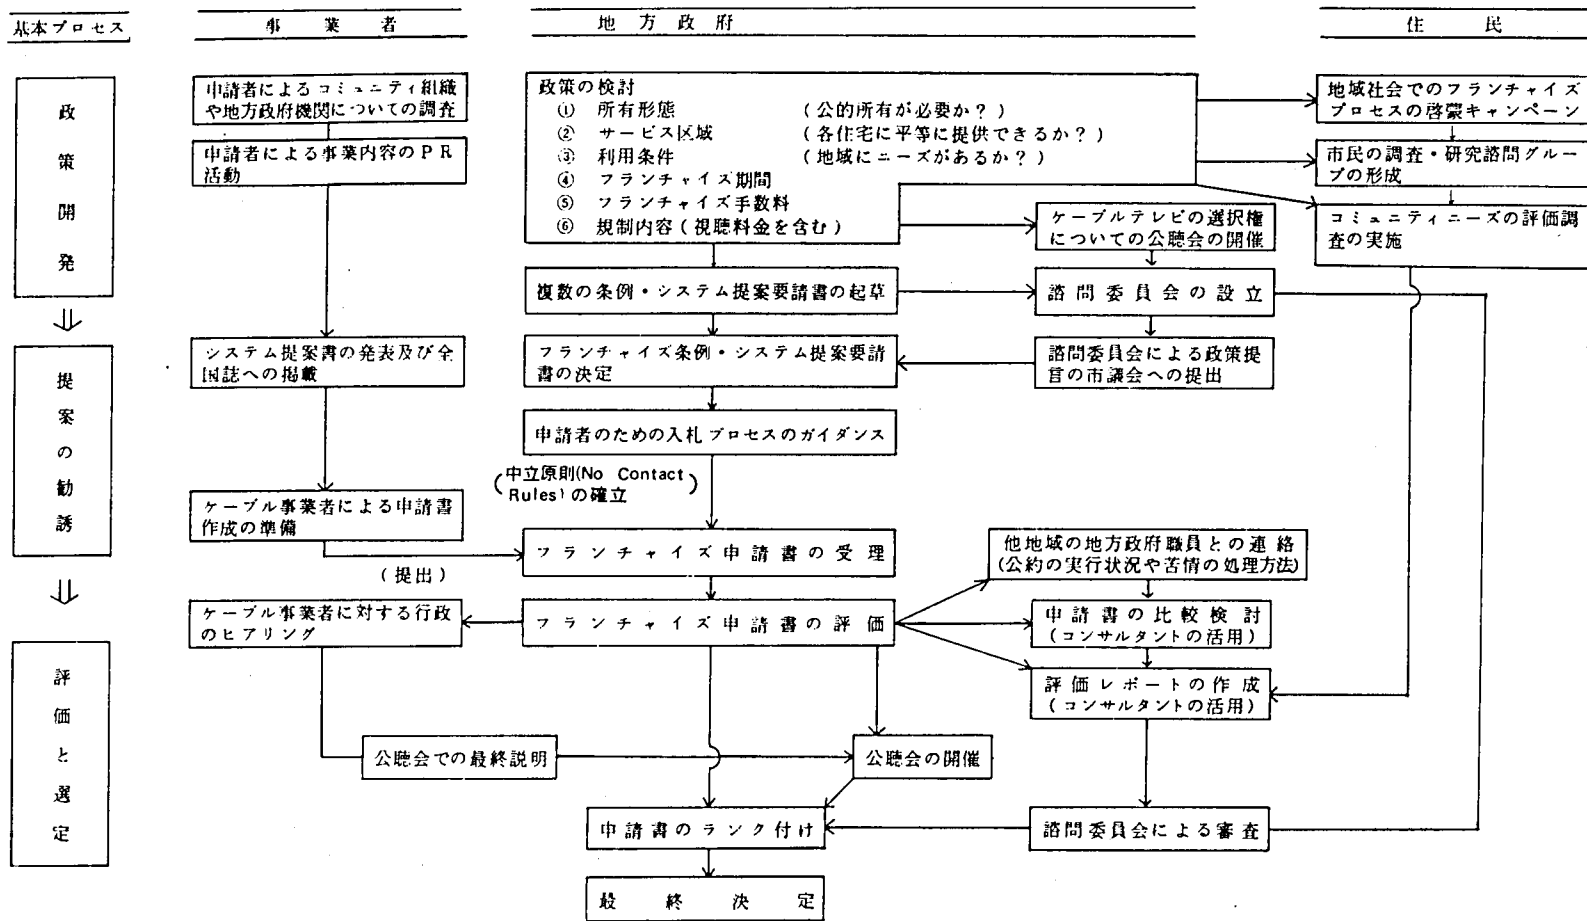 基本プロセス
事業者
地方政府
住民
政策開発
⇓
提案の勧誘
⇓
評価と選定
申請者によるコミュニティ組織
や地方政府機関についての調査
申請者による事業内容のPR
活動
システム提案書の発表及び全
国誌への掲載
ケーブル事業者による申請書
作成の準備
(提出)
ケーブル事業者に対する行政
のヒアリング
公聴会での最終説明
政策の検討
① 所有形態 (公的所有が必要か?)
② サービス区域 (各住宅に平等に提供できるか?)
③ 利用条件 (地域にニーズがあるか?)
④ フランチャイズ期間
⑤ フランチャイズ手数料
⑥ 規制内容(視聴料金を含む)
複数の条例・システム提案要請書の起草
フランチャイズ条例・システム提案要請
書の決定
申請者のための入札プロセスのガイダンス
(中立原則(No Contact
Rules)の確立)
フランチャイズ申請書の受理
フランチャイズ申請書の評価
公聴会の開催
申請書のランク付け
最終決定
ケーブルテレビの選択権
についての公聴会の開催
諮問委員会の設立
諮問委員会による政策提
言の市議会への提出
他地域の地方政府職員との連絡
(公約の実行状況や苦情の処理方法)
申請書の比較検討
(コンサルタントの活用)
評価レポートの作成
(コンサルタントの活用)
諮問委員会による審査
地域社会でのフランチャイズ
プロセスの啓蒙キャンペーン
市民の調査・研究諮問グルー
プの形成
コミュニティニーズの評価調
査の実施